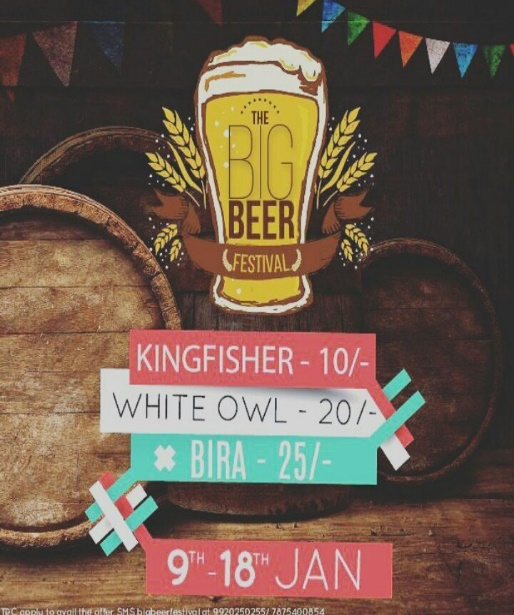 THE
BIG
BEER
FESTIVAL
KINGFISHER - 10/-
WHITE OWL - 20/-
BIRA - 25/-
9TH-18TH JAN
T&C apply to avail the offer. SMS bigbeerfestival at 9920250255/ 7875400854